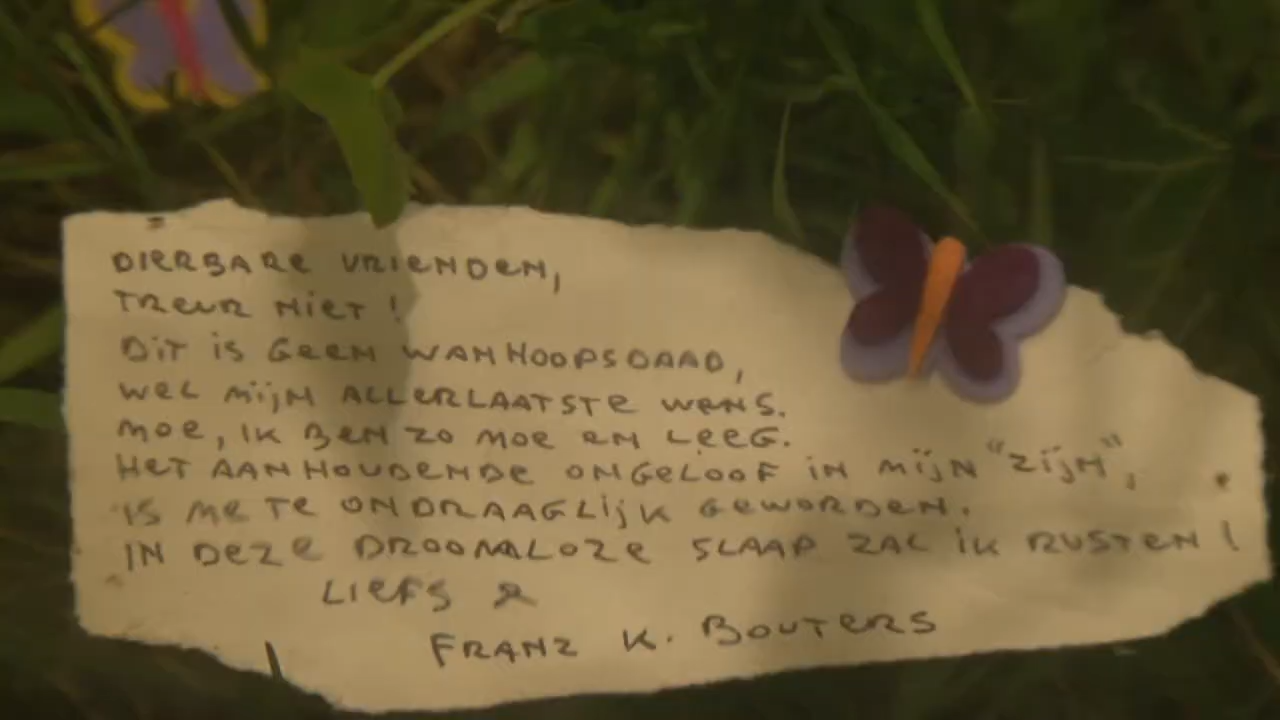 DIERBARE VRIENDEN,
TREUR NIET !
DIT IS GEEN WANHOOPSDAAD,
WEL MIJN ALLERLAATSTE WENS.
MOE, IK BEN ZO MOE EN LEEG.
HET AANHOUDENDE ONGELOOF IN MIJN "ZIJN",
IS ME TE ONDRAAGLIJK GEWORDEN.
IN DEZE DROOMLOZE SLAAP ZAL IK RUSTEN !
LIEFS
FRANZ K. BOUTERS